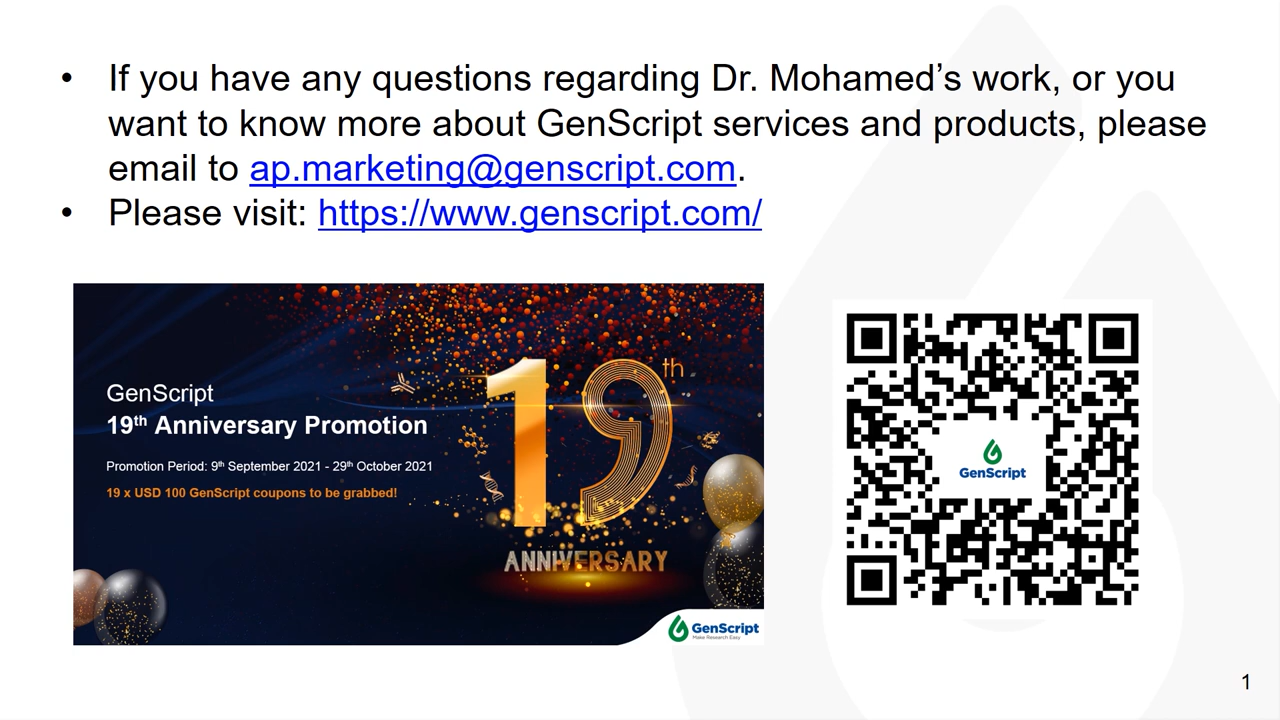 • If you have any questions regarding Dr. Mohamed’s work, or you
want to know more about GenScript services and products, please
email to ap.marketing@genscript.com.
• Please visit: https://www.genscript.com/
GenScript
19th Anniversary Promotion
Promotion Period: 9th September 2021 - 29th October 2021
19 x USD 100 GenScript coupons to be grabbed!
19th
ANNIVERSARY
GenScript
Make Research Easy
GenScript
1